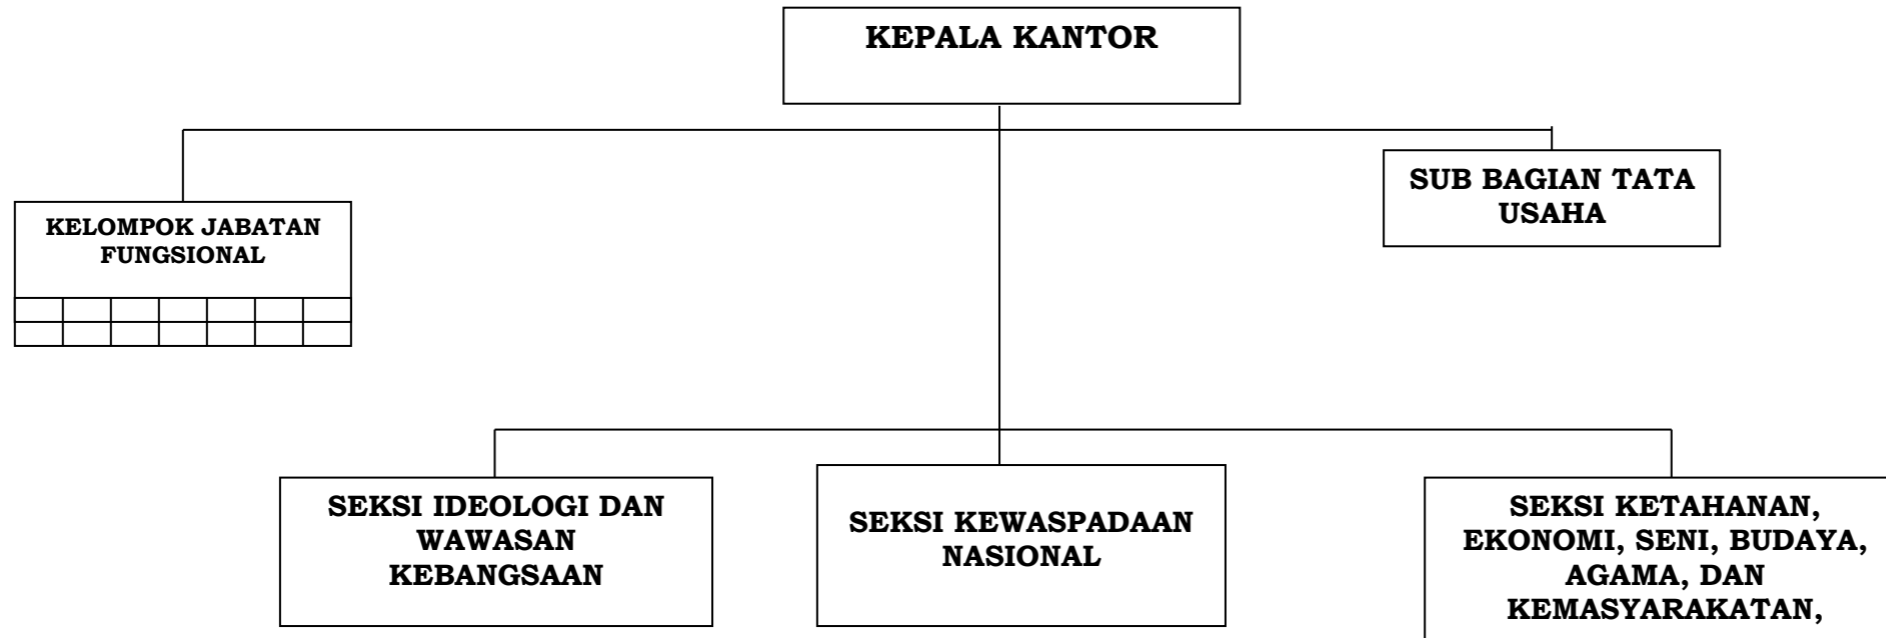 KEPALA KANTOR
SUB BAGIAN TATA
USAHA
KELOMPOK JABATAN
FUNGSIONAL
SEKSI IDEOLOGI DAN
WAWASAN
KEBANGSAAN
SEKSI KEWASPADAAN
NASIONAL
SEKSI KETAHANAN,
EKONOMI, SENI, BUDAYA,
AGAMA, DAN
KEMASYARAKATAN,